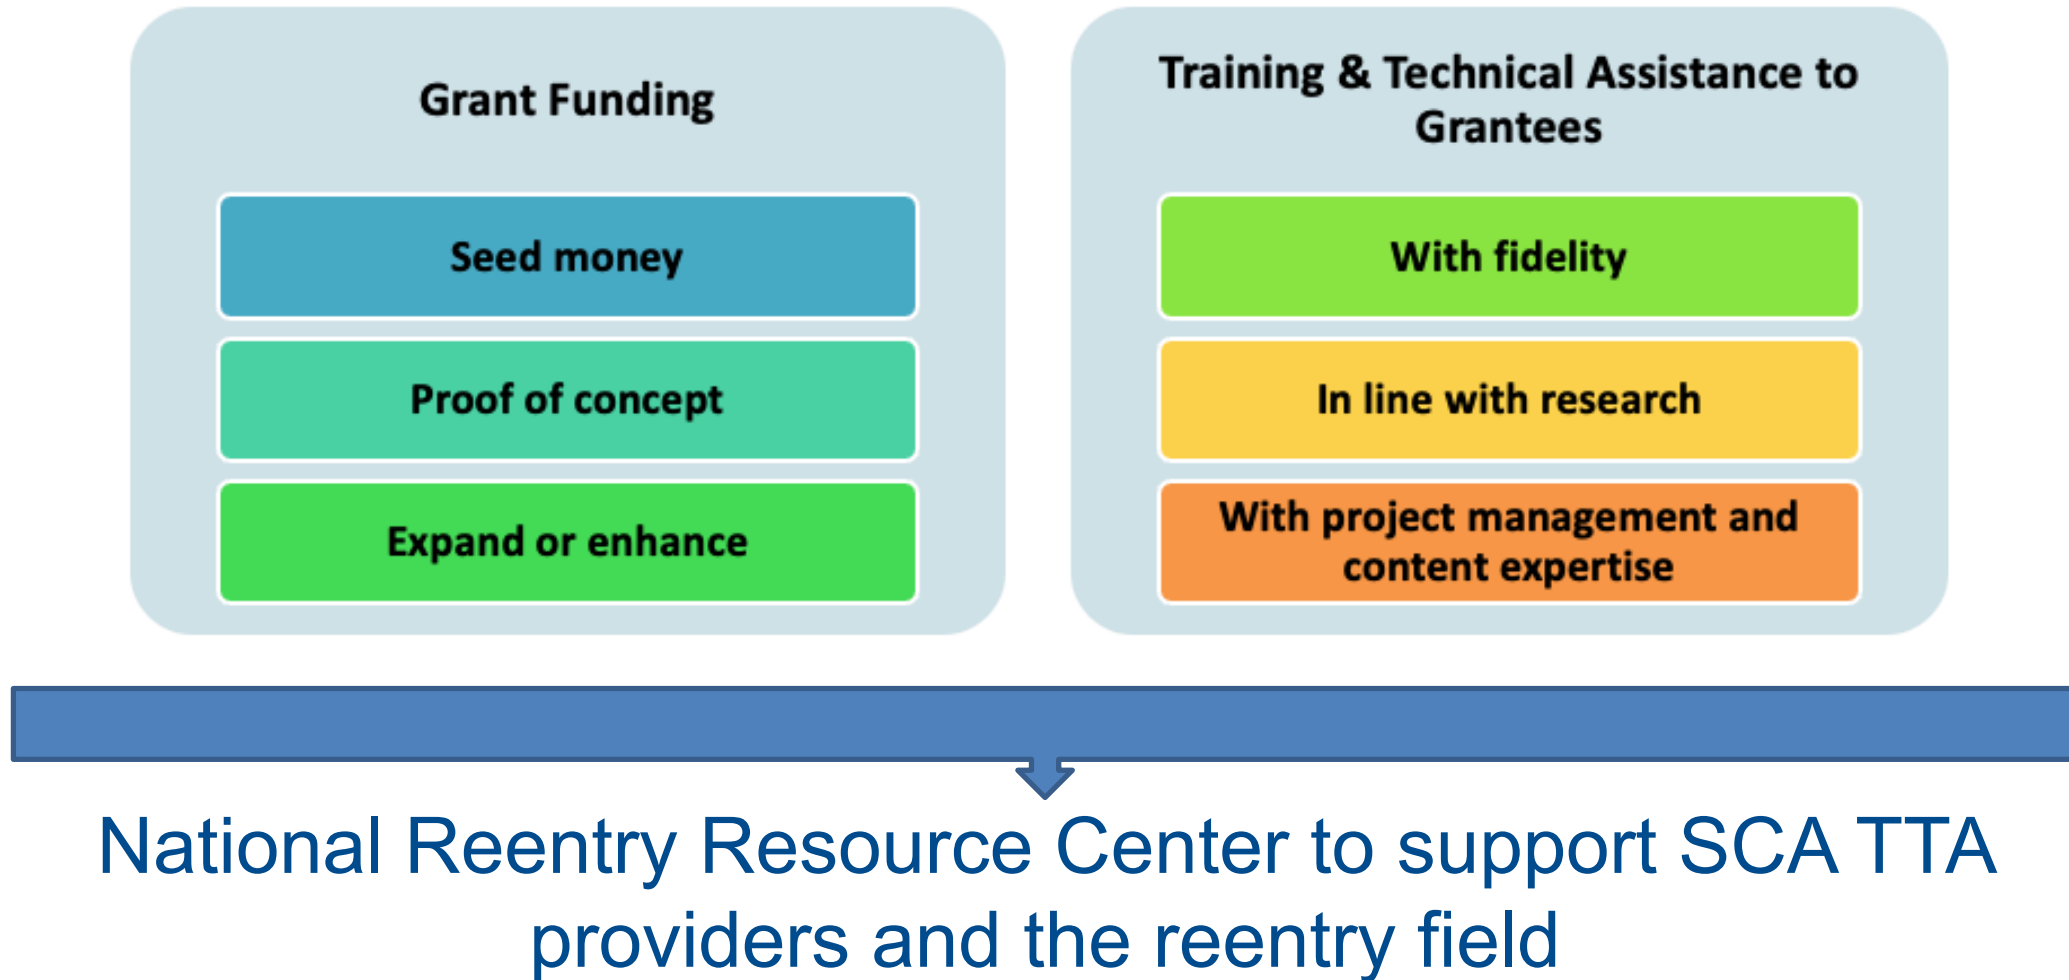 Grant Funding
Seed money
Proof of concept
Expand or enhance
Training & Technical Assistance to
Grantees
With fidelity
In line with research
With project management and
content expertise
National Reentry Resource Center to support SCA TTA
providers and the reentry field